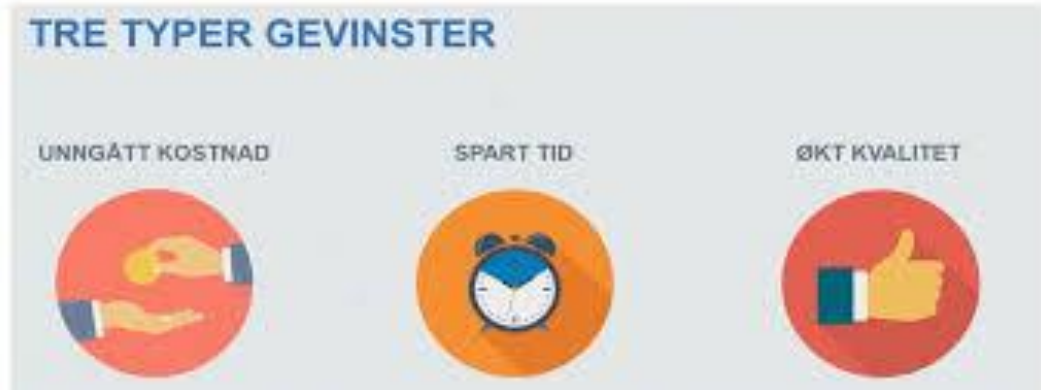 TRE TYPER GEVINSTER
UNNGÅTT KOSTNAD
SPART TID
ØKT KVALITET